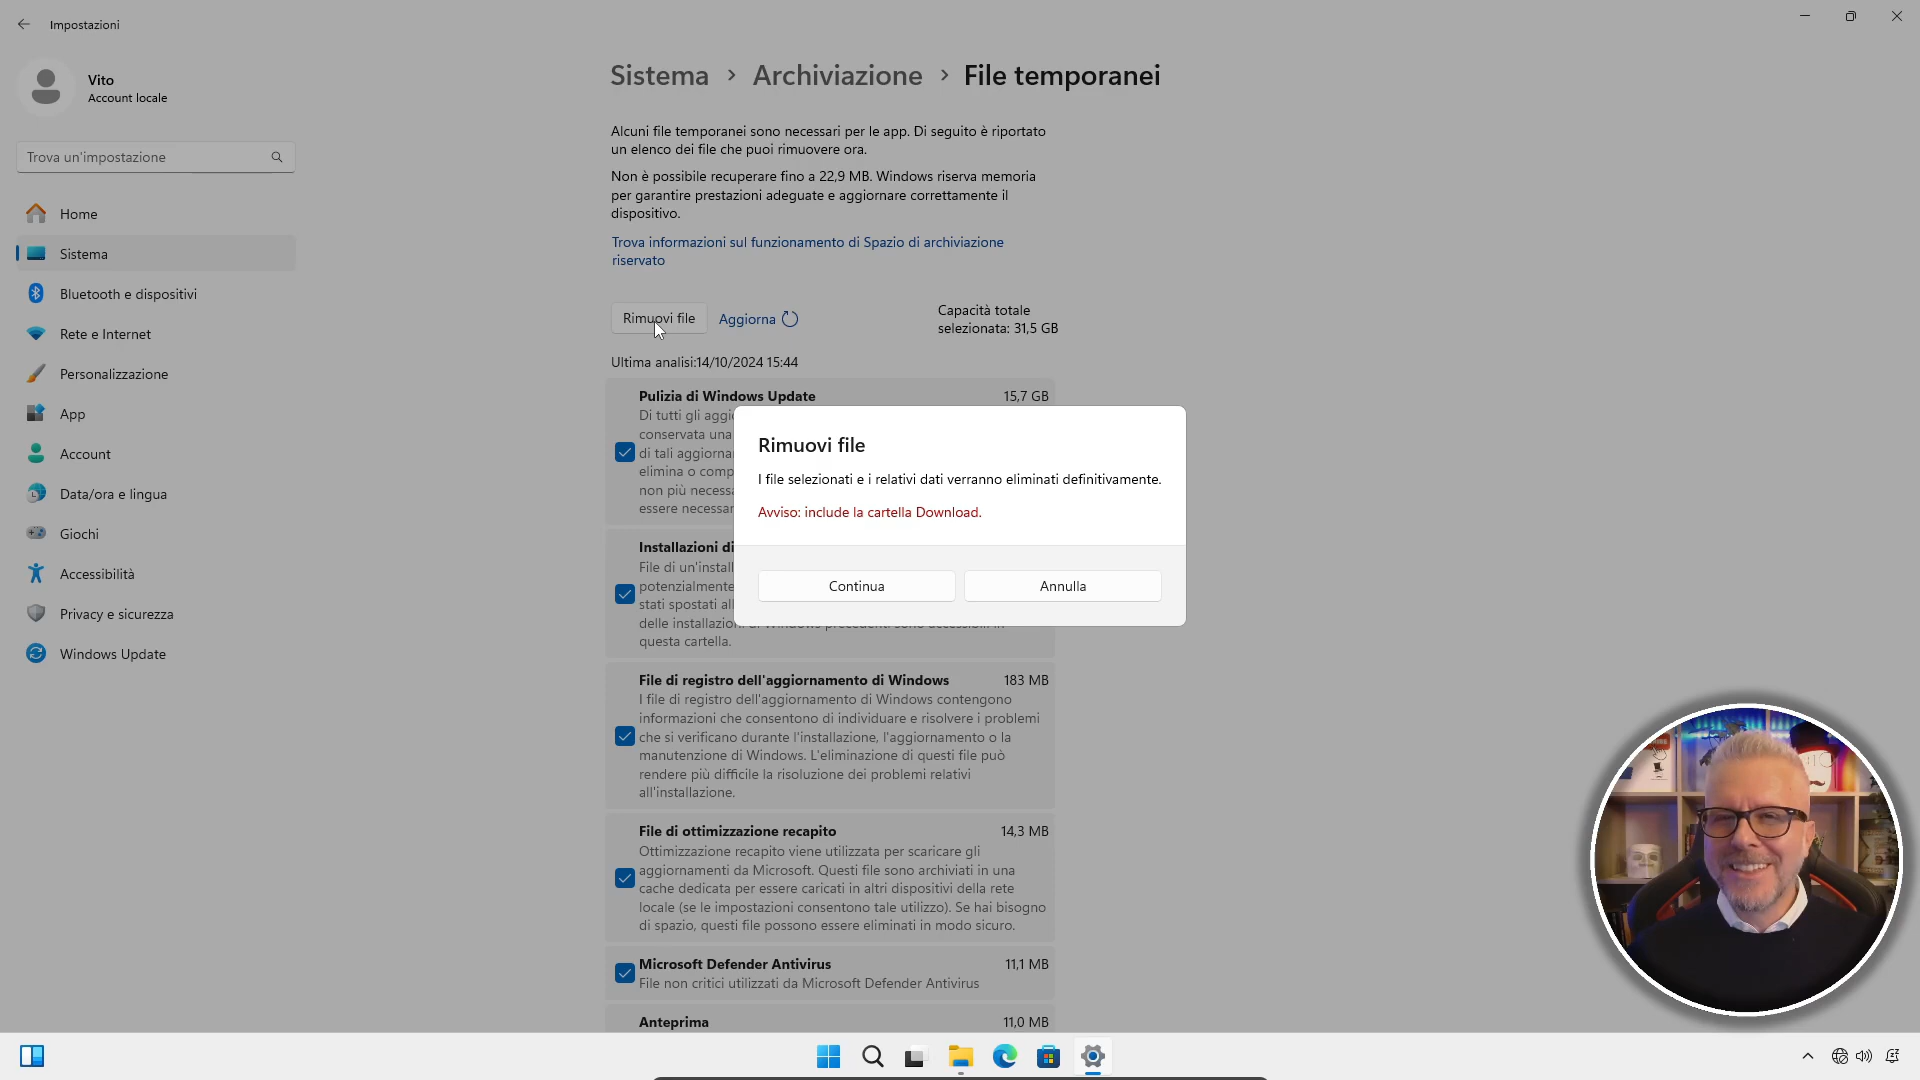 Impostazioni
Vito
Account locale
Trova un'impostazione
Home
Sistema
Bluetooth e dispositivi
Rete e Internet
Personalizzazione
App
Account
Data/ora e lingua
Giochi
Accessibilità
Privacy e sicurezza
Windows Update
Sistema > Archiviazione > File temporanei
Alcuni file temporanei sono necessari per le app. Di seguito è riportato
un elenco dei file che puoi rimuovere ora.
Non è possibile recuperare fino a 22,9 MB. Windows riserva memoria
per garantire prestazioni adeguate e aggiornare correttamente il
dispositivo.
Trova informazioni sul funzionamento di Spazio di archiviazione
riservato
Rimuovi file
Aggiorna
Capacità totale
selezionata: 31,5 GB
Ultima analisi:14/10/2024 15:44
Pulizia di Windows Update 15,7 GB
Di tutti gli aggi
conservata una
di tali aggiorna
elimina o comp
non più necess
essere necessar
Rimuovi file
I file selezionati e i relativi dati verranno eliminati definitivamente.
Avviso: include la cartella Download.
Continua
Annulla
Installazioni di
File di un'instal
potenzialmente
stati spostati all
delle installazion
questa cartella.
File di registro dell'aggiornamento di Windows 183 MB
I file di registro dell'aggiornamento di Windows contengono
informazioni che consentono di individuare e risolvere i problemi
che si verificano durante l'installazione, l'aggiornamento o la
manutenzione di Windows. L'eliminazione di questi file può
rendere più difficile la risoluzione dei problemi relativi
all'installazione.
File di ottimizzazione recapito 14,3 MB
Ottimizzazione recapito viene utilizzata per scaricare gli
aggiornamenti da Microsoft. Questi file sono archiviati in una
cache dedicata per essere caricati in altri dispositivi della rete
locale (se le impostazioni consentono tale utilizzo). Se hai bisogno
di spazio, questi file possono essere eliminati in modo sicuro.
Microsoft Defender Antivirus 11,1 MB
File non critici utilizzati da Microsoft Defender Antivirus
Anteprima 11,0 MB